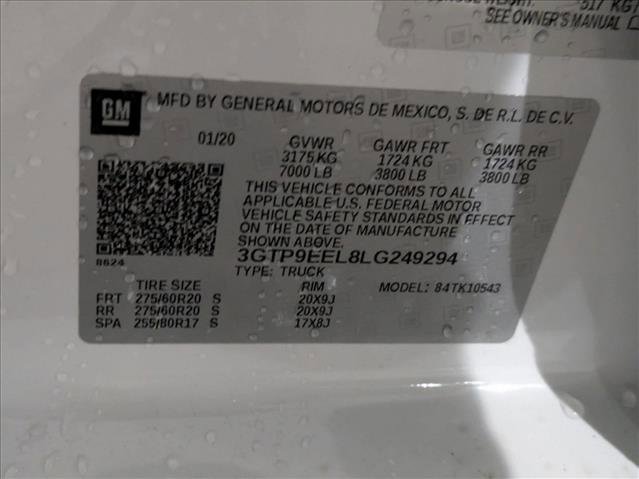 517 KG
SEE OWNER'S MANUAL
GM
MFD BY GENERAL MOTORS DE MEXICO, S. DE R.L. DE C.V.
01/20 GVWR GAWR FRT GAWR RR
3175 KG 1724 KG 1724 KG
7000 LB 3800 LB 3800 LB
THIS VEHICLE CONFORMS TO ALL
APPLICABLE U.S. FEDERAL MOTOR
VEHICLE SAFETY STANDARDS IN EFFECT
ON THE DATE OF MANUFACTURE
SHOWN ABOVE
8624
3GTP9EEL8LG249294
TYPE: TRUCK
TIRE SIZE RIM MODEL: 84TK10543
FRT 275/60R20 S 20X9J
RR 275/60R20 S 20X9J
SPA 255/80R17 S 17X8J